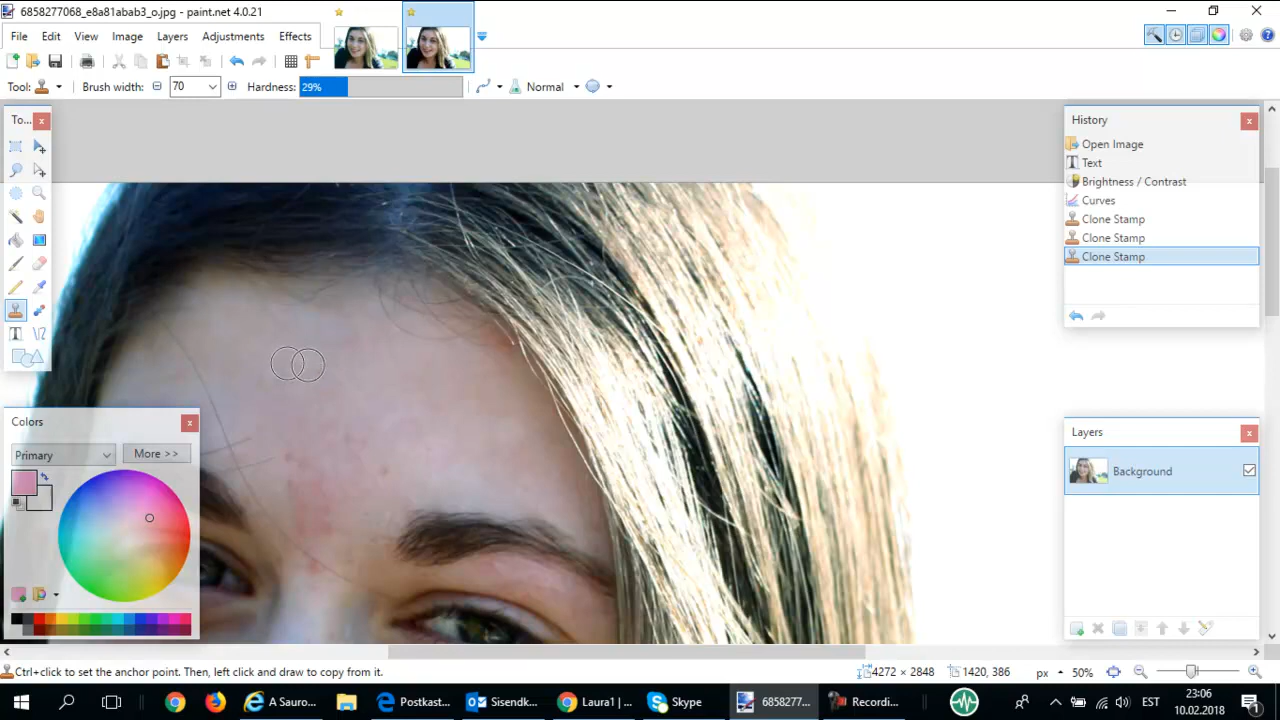 6858277068_e8a81abab3_o.jpg - paint.net 4.0.21
File Edit View Image Layers Adjustments Effects
Tool: Brush width: 70 Hardness: 29% Normal
To...
History
Open Image
Text
Brightness / Contrast
Curves
Clone Stamp
Clone Stamp
Clone Stamp
Colors
Primary More >>
Layers
Background
Ctrl+click to set the anchor point. Then, left click and draw to copy from it. 4272 × 2848 1420, 386 px 50%
A Sauro... Postkast... Sisendk... Laura1 | ... Skype 6858277... Recordi... EST 23:06
10.02.2018